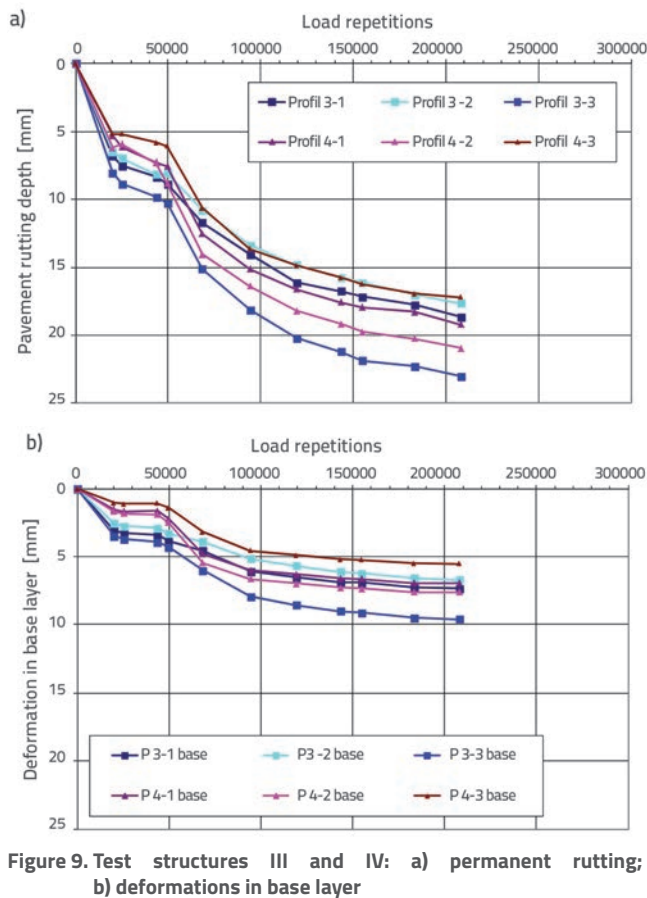 a)
Load repetitions
0 50000 100000 150000 200000 250000 300000
0
5
10
15
20
25
Pavement rutting depth [mm]
Profil 3-1 Profil 3 -2 Profil 3-3
Profil 4-1 Profil 4 -2 Profil 4-3
b)
Load repetitions
0 50000 100000 150000 200000 250000 300000
0
5
10
15
20
25
Deformation in base layer [mm]
P 3-1 base P3 -2 base P 3-3 base
P 4-1 base P 4-2 base P 4-3 base
Figure 9. Test structures III and IV: a) permanent rutting;
b) deformations in base layer